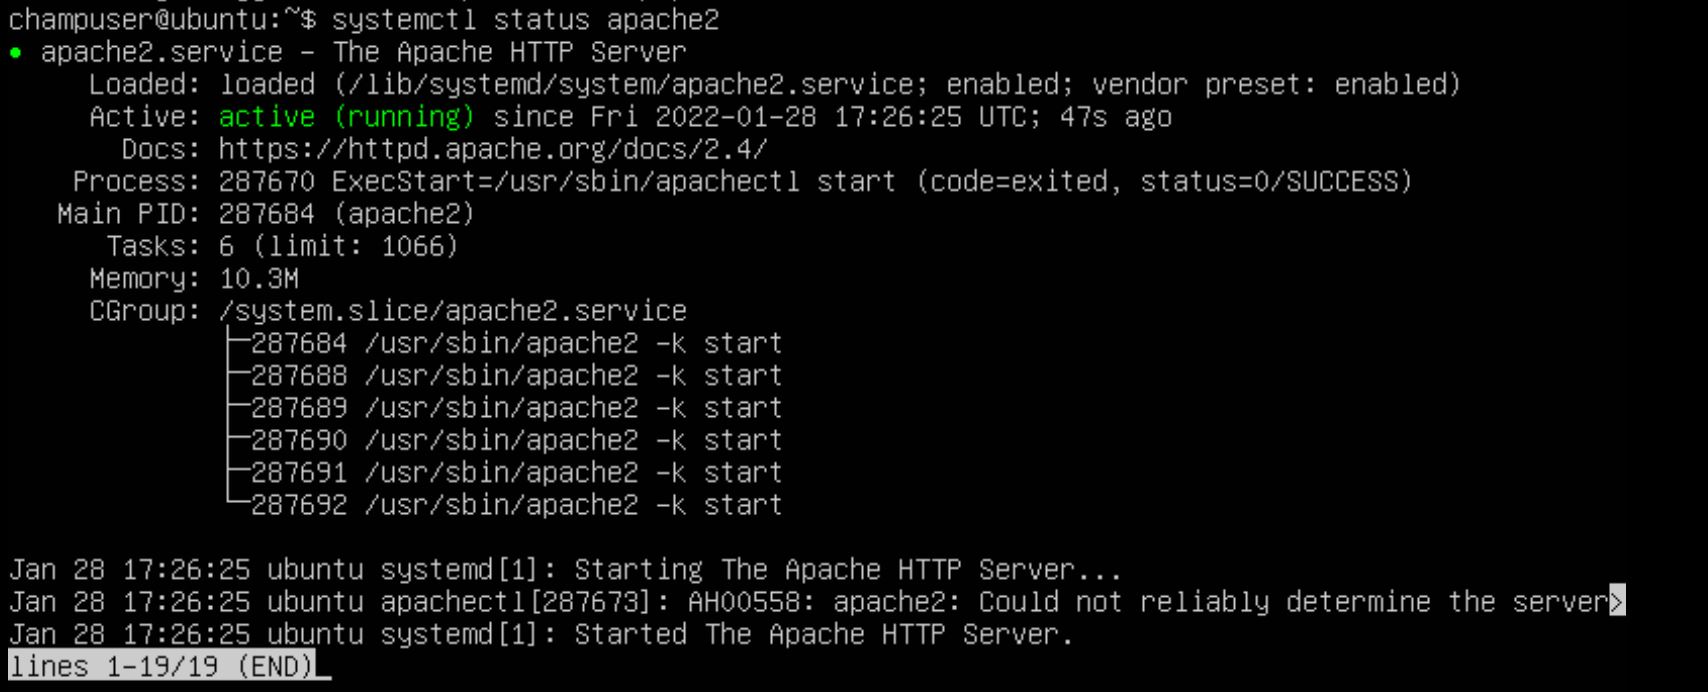 champuser@ubuntu:~$ systemctl status apache2
● apache2.service – The Apache HTTP Server
     Loaded: loaded (/lib/systemd/system/apache2.service; enabled; vendor preset: enabled)
     Active: active (running) since Fri 2022-01-28 17:26:25 UTC; 47s ago
       Docs: https://httpd.apache.org/docs/2.4/
    Process: 287670 ExecStart=/usr/sbin/apachectl start (code=exited, status=0/SUCCESS)
   Main PID: 287684 (apache2)
      Tasks: 6 (limit: 1066)
     Memory: 10.3M
     CGroup: /system.slice/apache2.service
             ├─287684 /usr/sbin/apache2 -k start
             ├─287688 /usr/sbin/apache2 -k start
             ├─287689 /usr/sbin/apache2 -k start
             ├─287690 /usr/sbin/apache2 -k start
             ├─287691 /usr/sbin/apache2 -k start
             └─287692 /usr/sbin/apache2 -k start

Jan 28 17:26:25 ubuntu systemd[1]: Starting The Apache HTTP Server...
Jan 28 17:26:25 ubuntu apachectl[287673]: AH00558: apache2: Could not reliably determine the server>
Jan 28 17:26:25 ubuntu systemd[1]: Started The Apache HTTP Server.
lines 1-19/19 (END)